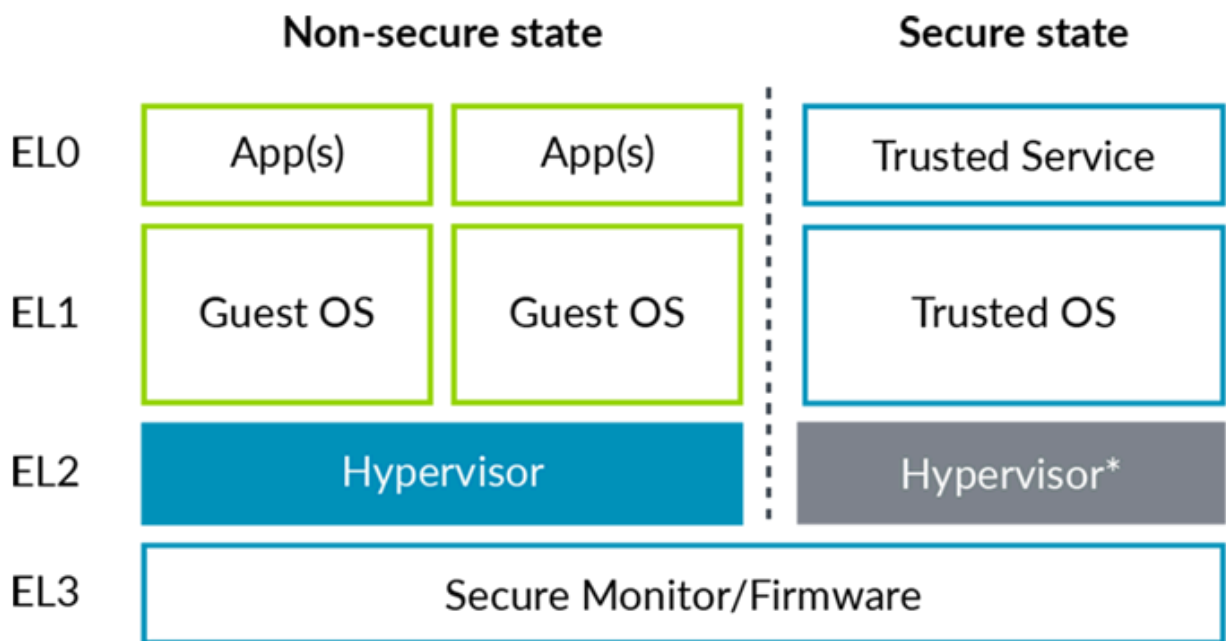 Non-secure state Secure state
EL0 App(s) App(s) Trusted Service
EL1 Guest OS Guest OS Trusted OS
EL2 Hypervisor Hypervisor*
EL3 Secure Monitor/Firmware